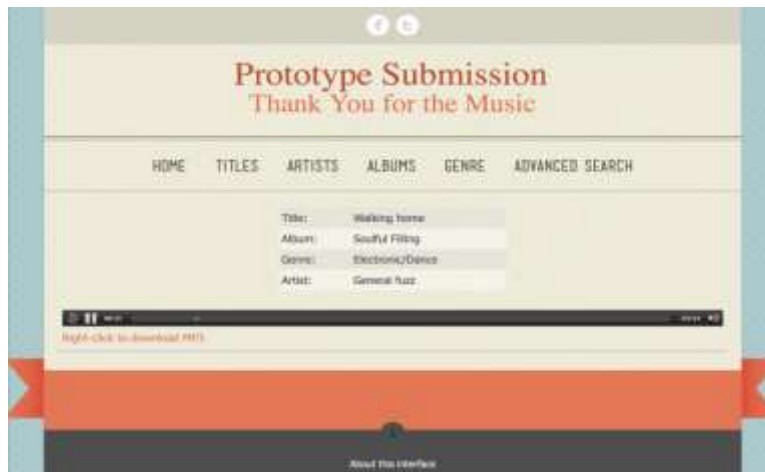 Prototype Submission
Thank You for the Music
HOME TITLES ARTISTS ALBUMS GENRE ADVANCED SEARCH
Title: Walking home
Album: Soulful Filling
Genre: Electronic/Dance
Artist: General fuzz
Right-click to download MP3
About this interface